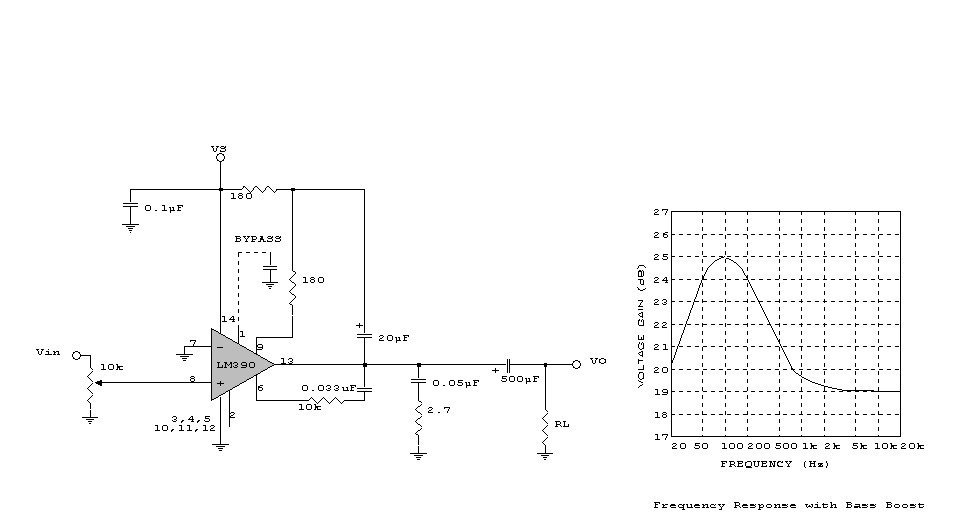 VS
180
0.1µF
BYPASS
180
14
1
9
7
LM390
13
20µF
Vin
10k
8
6
0.033uF
10k
2
3,4,5
10,11,12
0.05µF
2.7
500µF
VO
RL
27
26
25
24
23
22
21
20
19
18
17
VOLTAGE GAIN (dB)
20 50 100 200 500 1k 2k 5k 10k 20k
FREQUENCY (Hz)
Frequency Response with Bass Boost